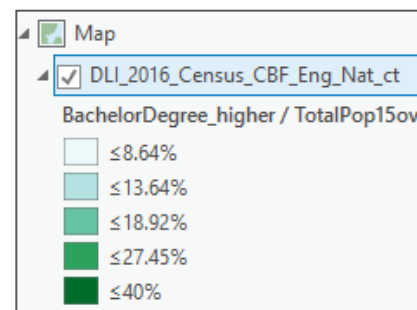 Map
DLI_2016_Census_CBF_Eng_Nat_ct
BachelorDegree_higher / TotalPop15ov
≤8.64%
≤13.64%
≤18.92%
≤27.45%
≤40%